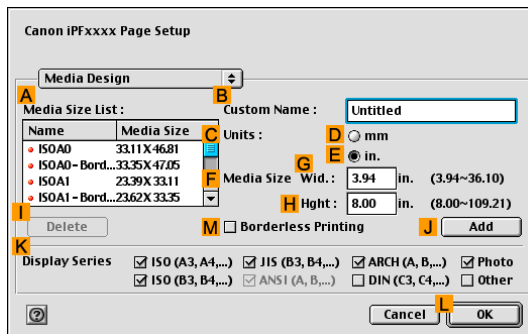 Canon iPFxxxx Page Setup
Media Design
A B
Media Size List : Custom Name : Untitled
Name Media Size C Units : D mm
ISOA0 33.11X46.81 E in.
ISOA0-Bord...33.35X47.05 G
ISOA1 23.39X33.11 F Media Size Wid.: 3.94 in. (3.94~36.10)
ISOA1-Bord...23.62X33.35 H Hght: 8.00 in. (8.00~109.21)
I Delete M Borderless Printing J Add
K
Display Series ISO (A3, A4,...) JIS (B3, B4,...) ARCH (A, B,...) Photo
ISO (B3, B4,...) ANSI (A, B,...) DIN (C3, C4,...) Other
? Cancel L OK